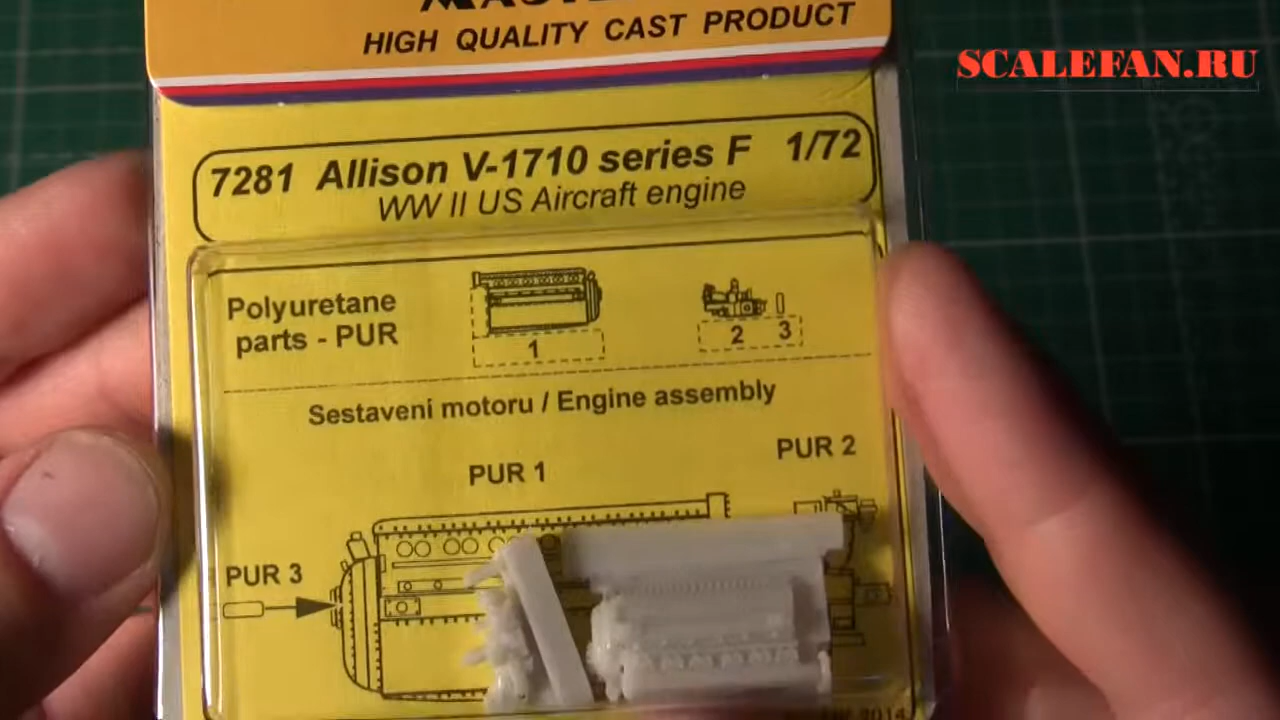 HIGH QUALITY CAST PRODUCT
SCALEFAN.RU
7281 Allison V-1710 series F 1/72
WW II US Aircraft engine
Polyuretane
parts - PUR
1
2 3
Sestavení motoru / Engine assembly
PUR 1
PUR 2
PUR 3